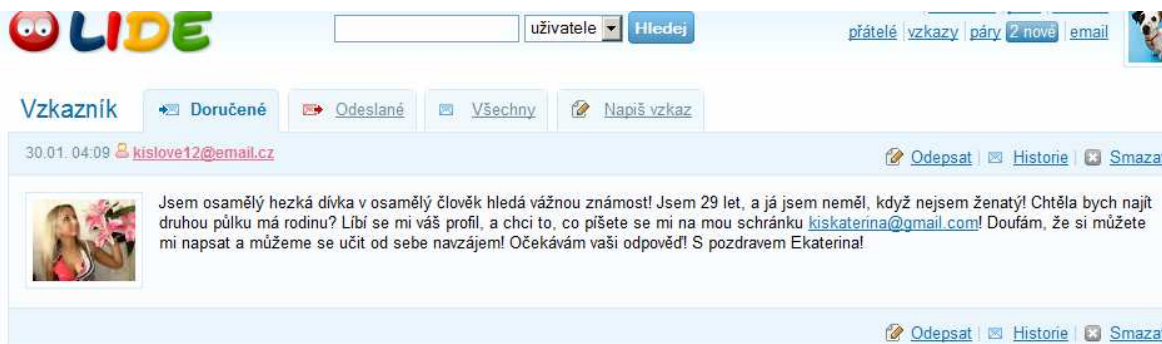 LIDE
uživatele Hledej
přátelé vzkazy páry 2 nové email
Vzkazník Doručené Odeslané Všechny Napiš vzkaz
30.01. 04:09 kislove12@email.cz Odepsat Historie Smazat
Jsem osamělý hezká dívka v osamělý člověk hledá vážnou známost! Jsem 29 let, a já jsem neměl, když nejsem ženatý! Chtěla bych najít
druhou půlku má rodinu? Líbí se mi váš profil, a chci to, co píšete se mi na mou schránku kiskaterina@gmail.com! Doufám, že si můžete
mi napsat a můžeme se učit od sebe navzájem! Očekávám vaši odpověď! S pozdravem Ekaterina!
Odepsat Historie Smazat